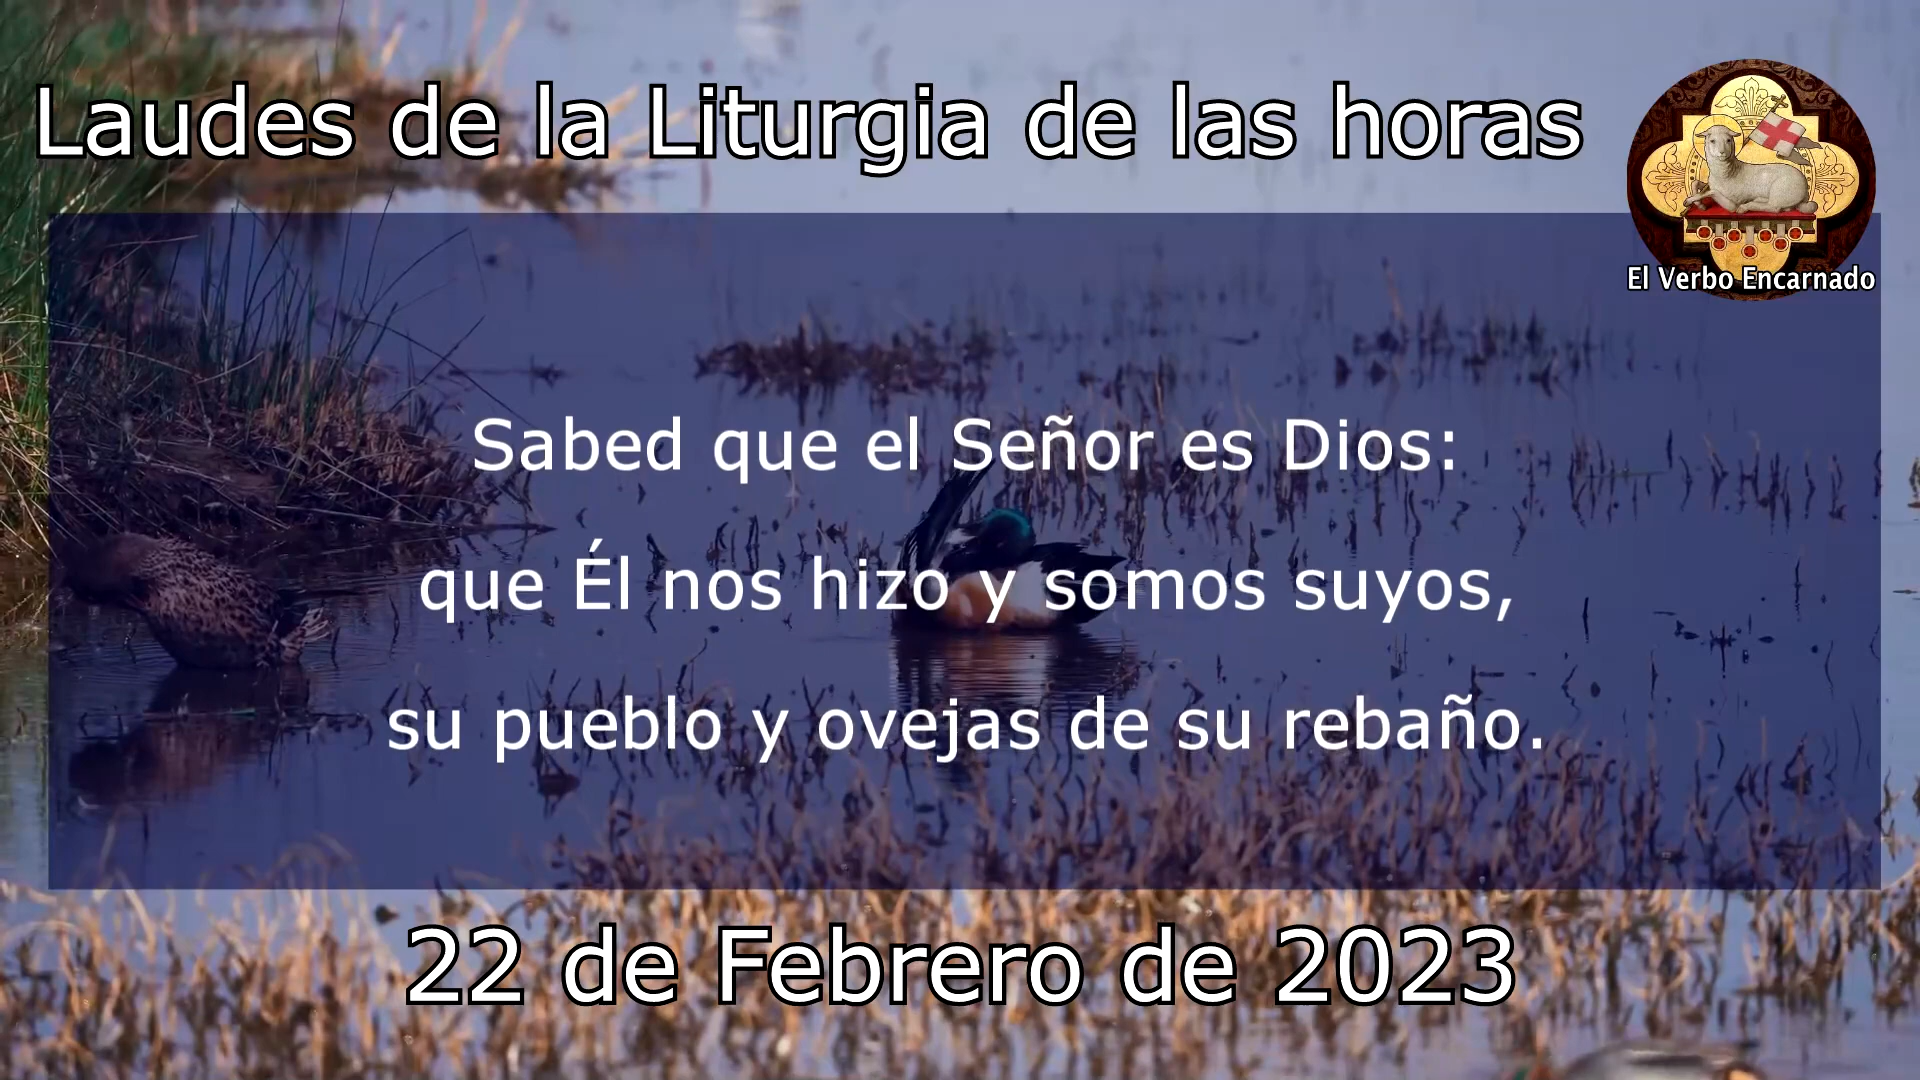 Laudes de la Liturgia de las horas
El Verbo Encarnado
Sabed que el Señor es Dios:
que Él nos hizo y somos suyos,
su pueblo y ovejas de su rebaño.
22 de Febrero de 2023